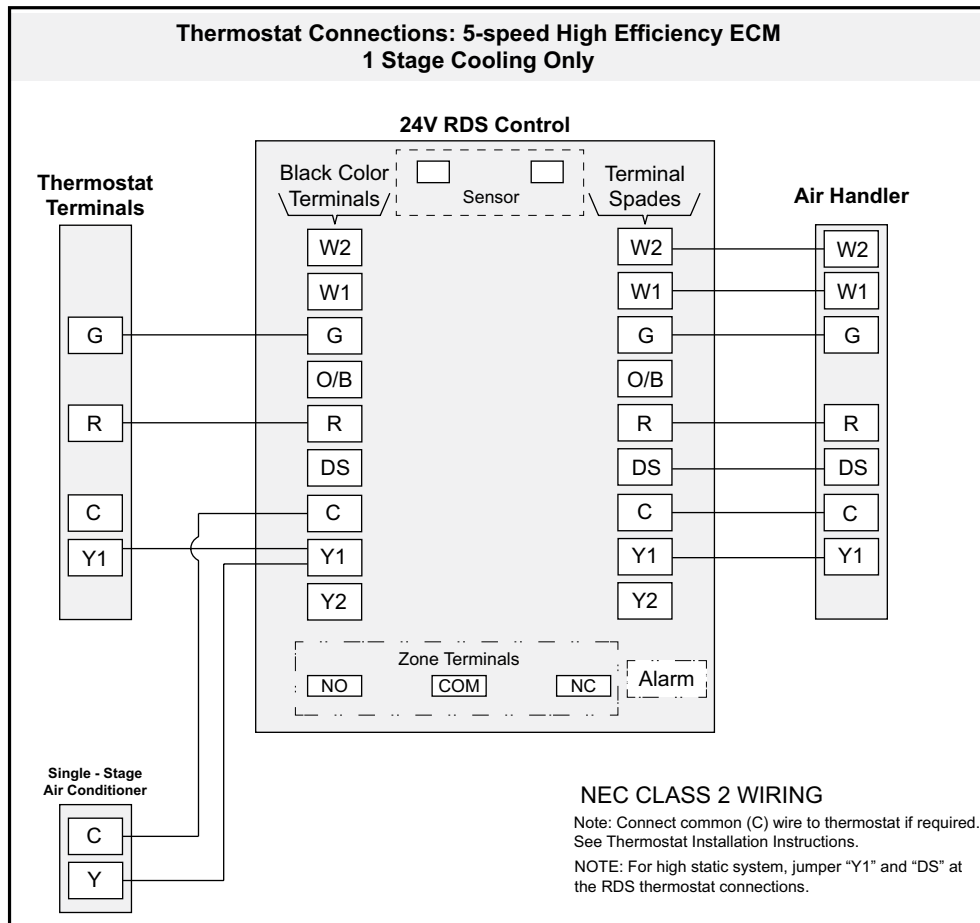 Thermostat Connections: 5-speed High Efficiency ECM
1 Stage Cooling Only
24V RDS Control
Thermostat
Terminals
G
R
C
Y1
Black Color
Terminals
W2
W1
G
O/B
R
DS
C
Y1
Y2
Sensor
Terminal
Spades
W2
W1
G
O/B
R
DS
C
Y1
Y2
Air Handler
W2
W1
G
R
DS
C
Y1
Zone Terminals
NO COM NC
Alarm
Single - Stage
Air Conditioner
C
Y
NEC CLASS 2 WIRING
Note: Connect common (C) wire to thermostat if required.
See Thermostat Installation Instructions.
NOTE: For high static system, jumper “Y1” and “DS” at
the RDS thermostat connections.